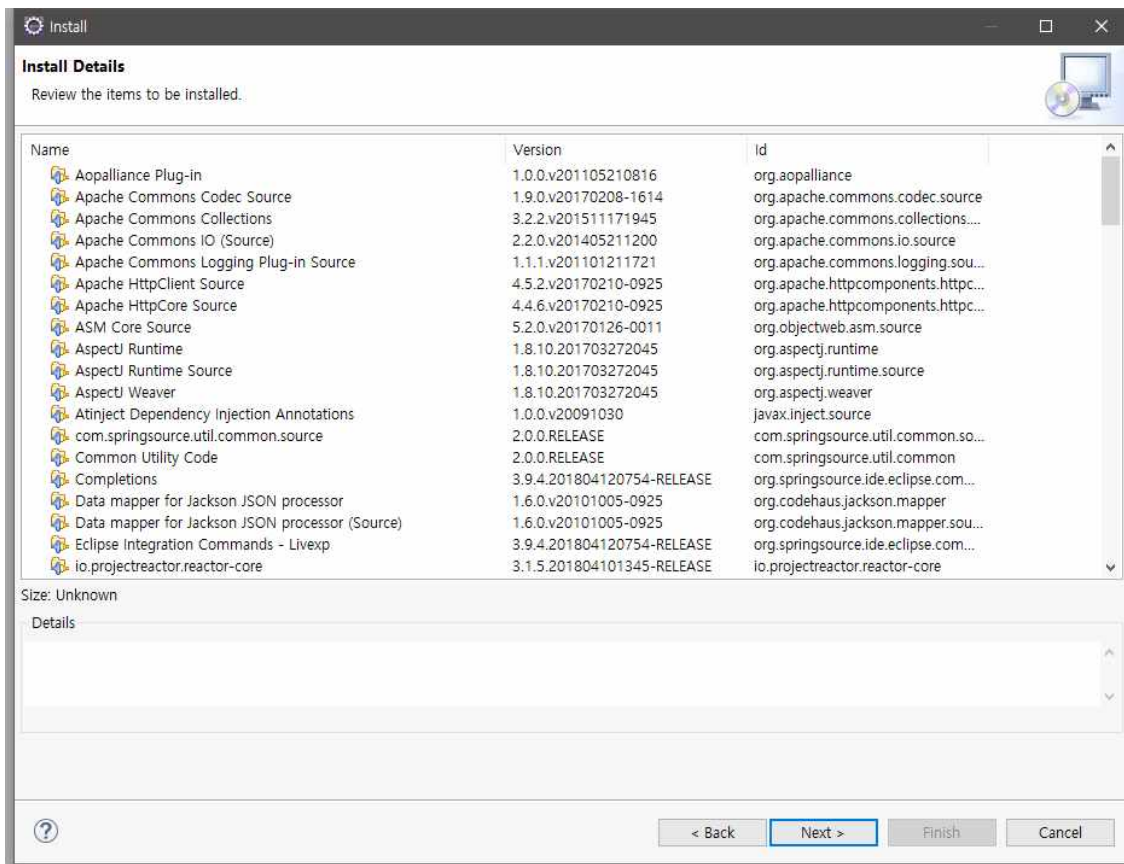 Install
Install Details
Review the items to be installed.
Name Version Id
Aopalliance Plug-in 1.0.0.v201105210816 org.aopalliance
Apache Commons Codec Source 1.9.0.v20170208-1614 org.apache.commons.codec.source
Apache Commons Collections 3.2.2.v201511171945 org.apache.commons.collections....
Apache Commons IO (Source) 2.2.0.v201405211200 org.apache.commons.io.source
Apache Commons Logging Plug-in Source 1.1.1.v201101211721 org.apache.commons.logging.sou...
Apache HttpClient Source 4.5.2.v20170210-0925 org.apache.httpcomponents.httpc...
Apache HttpCore Source 4.4.6.v20170210-0925 org.apache.httpcomponents.httpc...
ASM Core Source 5.2.0.v20170126-0011 org.objectweb.asm.source
AspectJ Runtime 1.8.10.201703272045 org.aspectj.runtime
AspectJ Runtime Source 1.8.10.201703272045 org.aspectj.runtime.source
AspectJ Weaver 1.8.10.201703272045 org.aspectj.weaver
Atinject Dependency Injection Annotations 1.0.0.v20091030 javax.inject.source
com.springsource.util.common.source 2.0.0.RELEASE com.springsource.util.common.so...
Common Utility Code 2.0.0.RELEASE com.springsource.util.common
Completions 3.9.4.201804120754-RELEASE org.springsource.ide.eclipse.com...
Data mapper for Jackson JSON processor 1.6.0.v20101005-0925 org.codehaus.jackson.mapper
Data mapper for Jackson JSON processor (Source) 1.6.0.v20101005-0925 org.codehaus.jackson.mapper.sou...
Eclipse Integration Commands - Livexp 3.9.4.201804120754-RELEASE org.springsource.ide.eclipse.com...
io.projectreactor.reactor-core 3.1.5.201804101345-RELEASE io.projectreactor.reactor-core
Size: Unknown
Details
? < Back Next > Finish Cancel